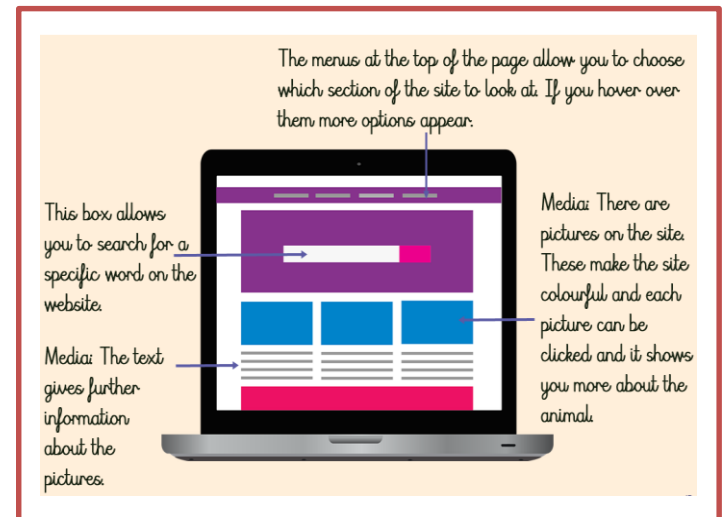 The menus at the top of the page allow you to choose
which section of the site to look at. If you hover over
them more options appear.
This box allows
you to search for a
specific word on the
website.
Media: The text
gives further
information
about the
pictures.
Media: There are
pictures on the site.
These make the site
colourful and each
picture can be
clicked and it shows
you more about the
animal.